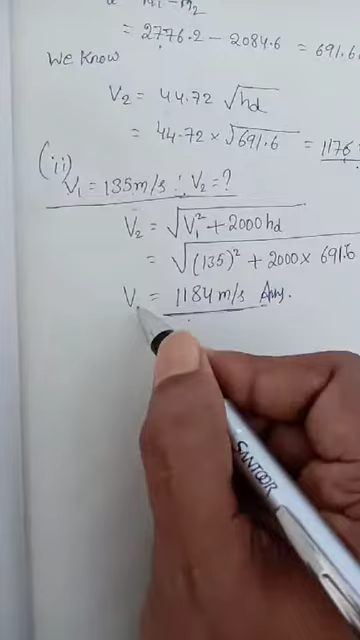 = 2776.2 - 2084.6 = 691.6
We Know
V₂ = 44.72 √hd
= 44.72 × √691.6 = 1176
(ii)
V₁ = 135 m/s ∴ V₂ = ?
V₂ = √V₁² + 2000 hd
= √(135)² + 2000 × 691.6
V = 1184 m/s Ans.
SANTOOR